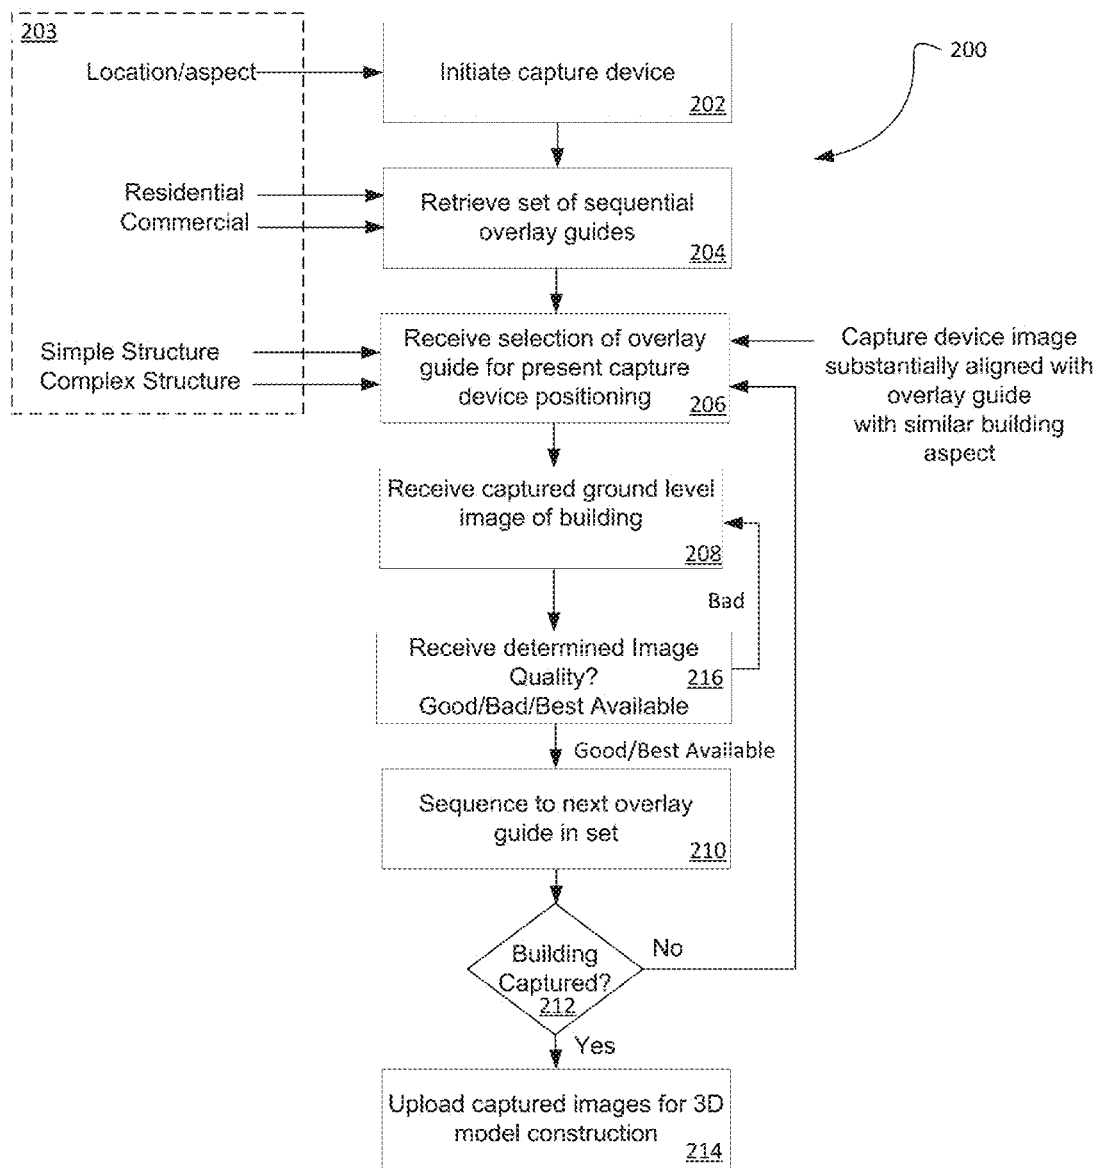 203
200
Location/aspect
Initiate capture device
202
Residential
Commercial
Retrieve set of sequential
overlay guides
204
Simple Structure
Complex Structure
Receive selection of overlay
guide for present capture
device positioning
206
Capture device image
substantially aligned with
overlay guide
with similar building
aspect
Receive captured ground level
image of building
208
Bad
Receive determined Image
Quality?
216
Good/Bad/Best Available
Good/Best Available
Sequence to next overlay
guide in set
210
Building
Captured?
212
No
Yes
Upload captured images for 3D
model construction
214